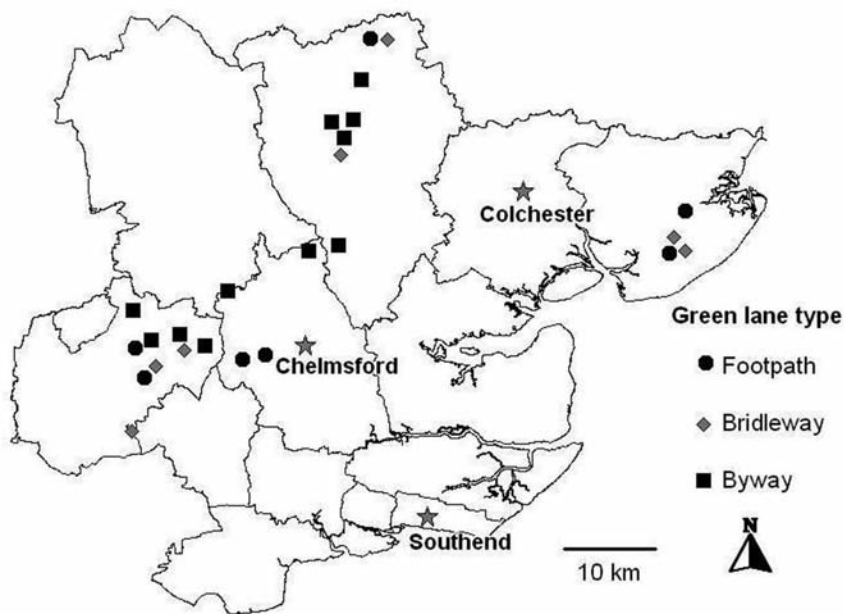 Colchester
Green lane type
Chelmsford
Footpath
Bridleway
Byway
N
Southend
10 km